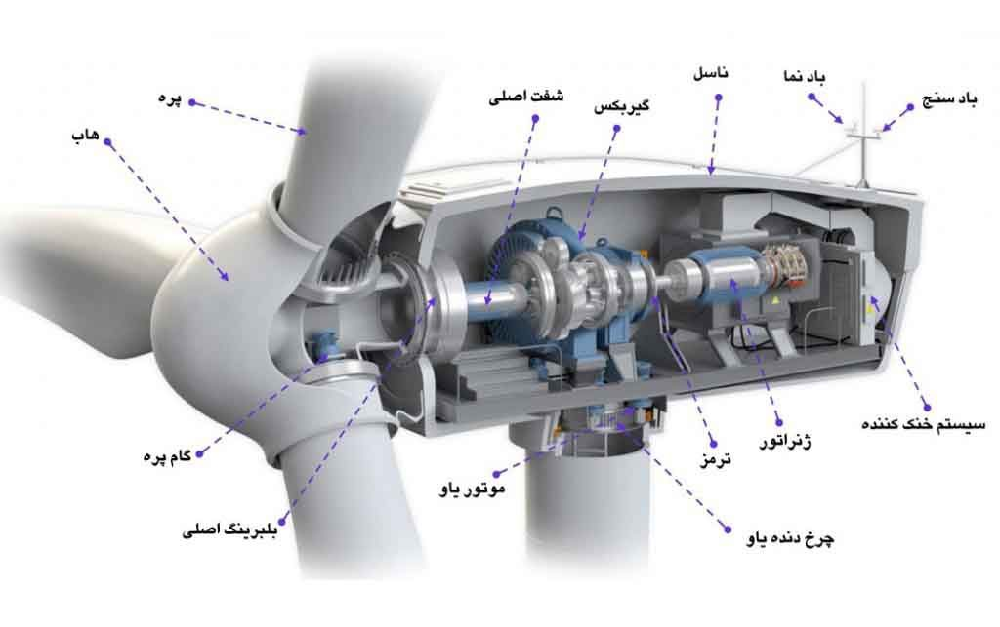 ناسل
باد نما
باد سنج
شفت اصلی
گیربکس
پره
هاب
سیستم خنک کننده
ژنراتور
ترمز
گام پره
موتور یاو
بلبرینگ اصلی
چرخ دنده یاو